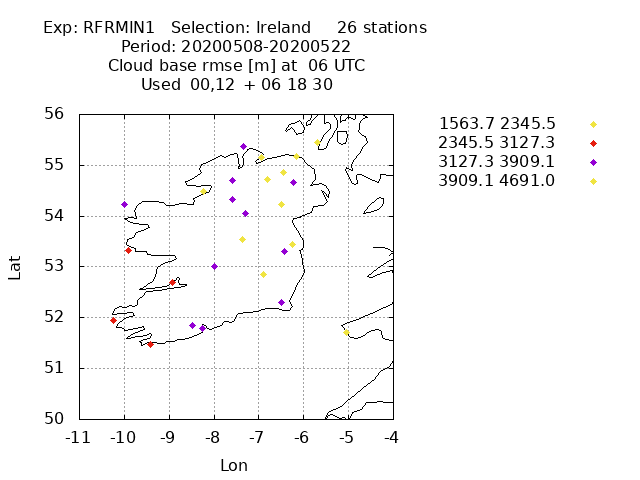 Exp: RFRMIN1 Selection: Ireland 26 stations
Period: 20200508-20200522
Cloud base rmse [m] at 06 UTC
Used 00,12 + 06 18 30
1563.7 2345.5
2345.5 3127.3
3127.3 3909.1
3909.1 4691.0
56
55
54
53
52
51
50
Lat
-11 -10 -9 -8 -7 -6 -5 -4
Lon